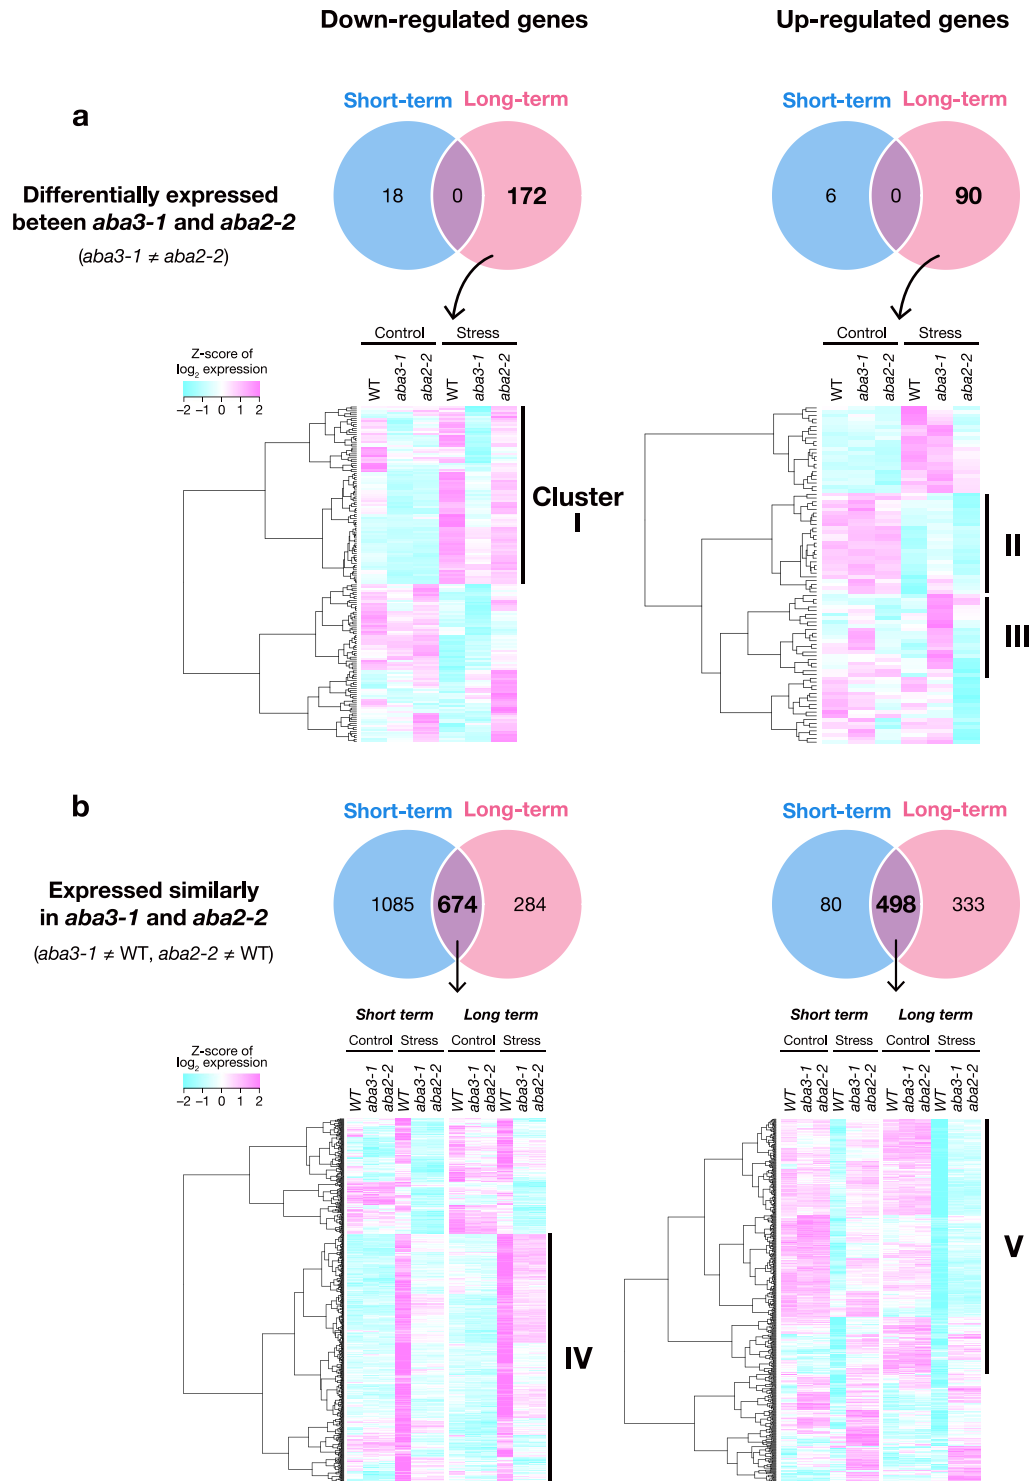 Down-regulated genes
Up-regulated genes
a
Short-term Long-term
Short-term Long-term
Differentially expressed
beteen aba3-1 and aba2-2
(aba3-1 ≠ aba2-2)
18 0 172
6 0 90
Control Stress
WT aba3-1 aba2-2 WT aba3-1 aba2-2
Control Stress
WT aba3-1 aba2-2 WT aba3-1 aba2-2
Z-score of
log2 expression
−2 −1 0 1 2
Cluster
I
II
III
b
Short-term Long-term
Short-term Long-term
Expressed similarly
in aba3-1 and aba2-2
(aba3-1 ≠ WT, aba2-2 ≠ WT)
1085 674 284
80 498 333
Short term Long term
Control Stress Control Stress
WT aba3-1 aba2-2 WT aba3-1 aba2-2 WT aba3-1 aba2-2 WT aba3-1 aba2-2
Short term Long term
Control Stress Control Stress
WT aba3-1 aba2-2 WT aba3-1 aba2-2 WT aba3-1 aba2-2 WT aba3-1 aba2-2
Z-score of
log2 expression
−2 −1 0 1 2
IV
V